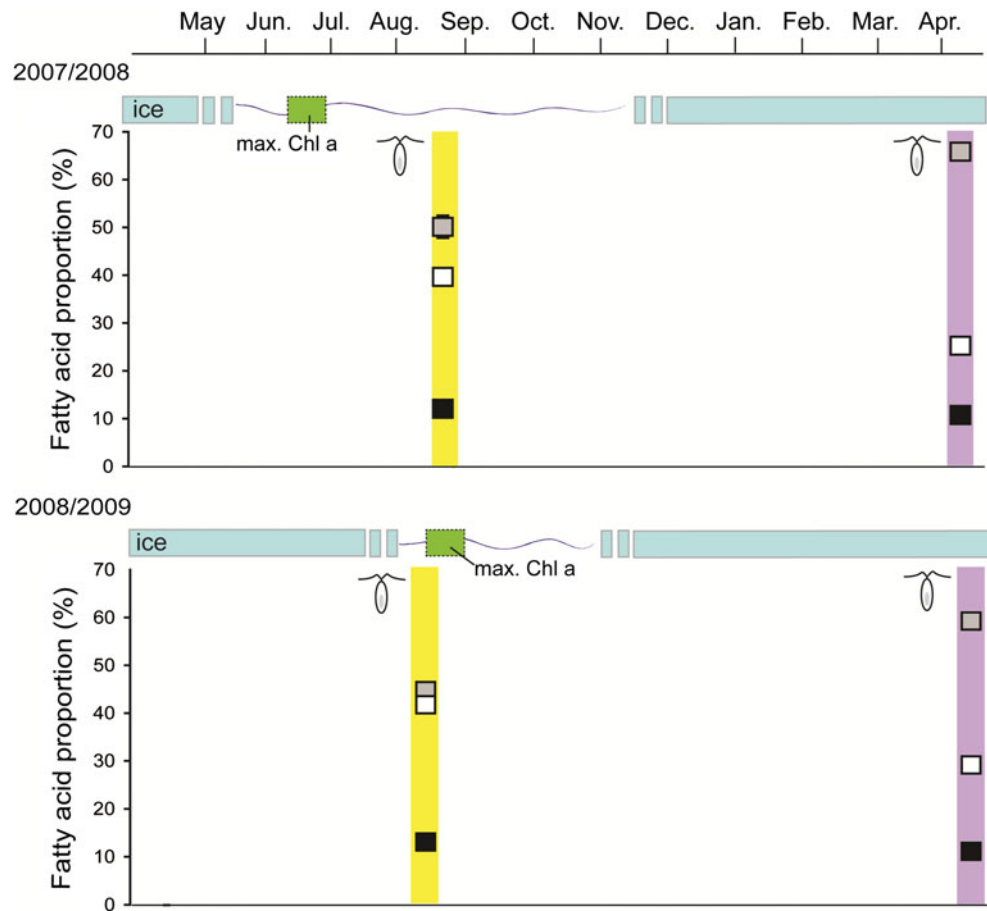 May Jun. Jul. Aug. Sep. Oct. Nov. Dec. Jan. Feb. Mar. Apr.
2007/2008
ice
max. Chl a
Fatty acid proportion (%)
70
60
50
40
30
20
10
0
2008/2009
ice
max. Chl a
Fatty acid proportion (%)
70
60
50
40
30
20
10
0